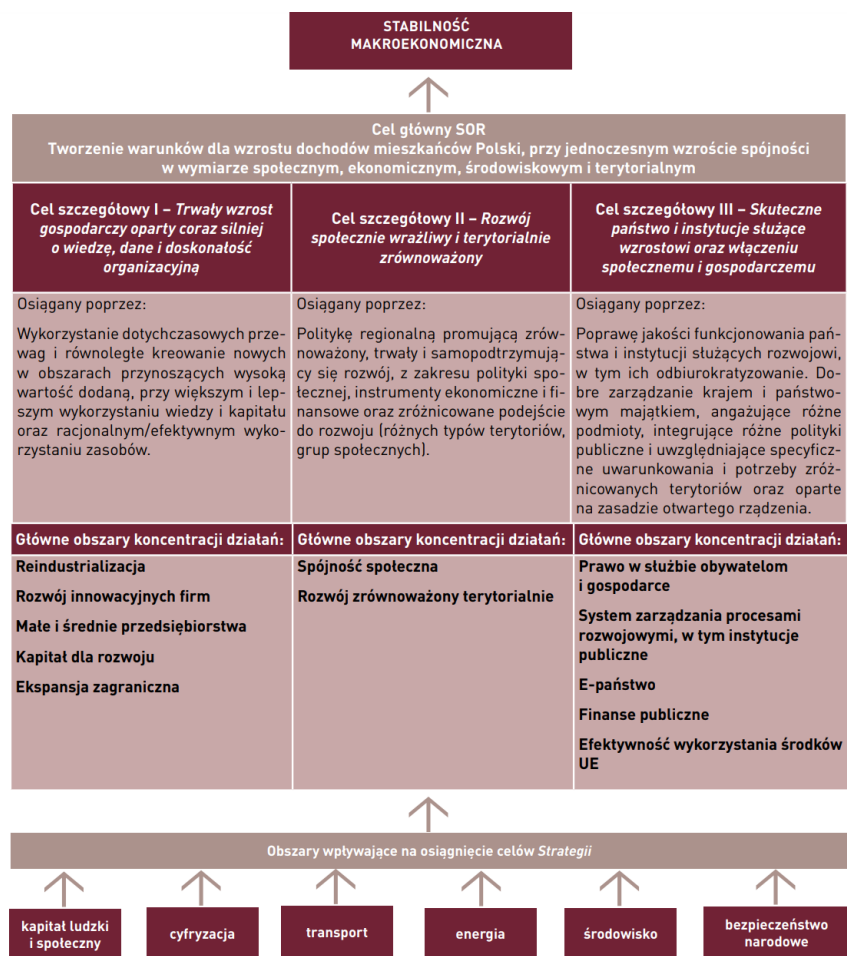 STABILNOŚĆ
MAKROEKONOMICZNA
Cel główny SOR
Tworzenie warunków dla wzrostu dochodów mieszkańców Polski, przy jednoczesnym wzroście spójności
w wymiarze społecznym, ekonomicznym, środowiskowym i terytorialnym
Cel szczegółowy I – Trwały wzrost
gospodarczy oparty coraz silniej
o wiedzę, dane i doskonałość
organizacyjną
Osiągany poprzez:
Wykorzystanie dotychczasowych prze-
wag i równoległe kreowanie nowych
w obszarach przynoszących wysoką
wartość dodaną, przy większym i lep-
szym wykorzystaniu wiedzy i kapitału
oraz racjonalnym/efektywnym wyko-
rzystaniu zasobów.
Główne obszary koncentracji działań:
Reindustrializacja
Rozwój innowacyjnych firm
Małe i średnie przedsiębiorstwa
Kapitał dla rozwoju
Ekspansja zagraniczna
Cel szczegółowy II – Rozwój
społecznie wrażliwy i terytorialnie
zrównoważony
Osiągany poprzez:
Politykę regionalną promującą zrów-
noważony, trwały i samopodtrzymują-
cy się rozwój, z zakresu polityki spo-
łecznej, instrumenty ekonomiczne i fi-
nansowe oraz zróżnicowane podejście
do rozwoju (różnych typów terytoriów,
grup społecznych).
Główne obszary koncentracji działań:
Spójność społeczna
Rozwój zrównoważony terytorialnie
Cel szczegółowy III – Skuteczne
państwo i instytucje służące
wzrostowi oraz włączeniu
społecznemu i gospodarczemu
Osiągany poprzez:
Poprawę jakości funkcjonowania pań-
stwa i instytucji służących rozwojowi,
w tym ich odbiurokratyzowanie. Do-
bre zarządzanie krajem i państwo-
wym majątkiem, angażujące różne
podmioty, integrujące różne polityki
publiczne i uwzględniające specyficz-
ne uwarunkowania i potrzeby zróż-
nicowanych terytoriów oraz oparte
na zasadzie otwartego rządzenia.
Główne obszary koncentracji działań:
Prawo w służbie obywatelom
i gospodarce
System zarządzania procesami
rozwojowymi, w tym instytucje
publiczne
E-państwo
Finanse publiczne
Efektywność wykorzystania środków
UE
Obszary wpływające na osiągnięcie celów Strategii
kapitał ludzki
i społeczny
cyfryzacja
transport
energia
środowisko
bezpieczeństwo
narodowe